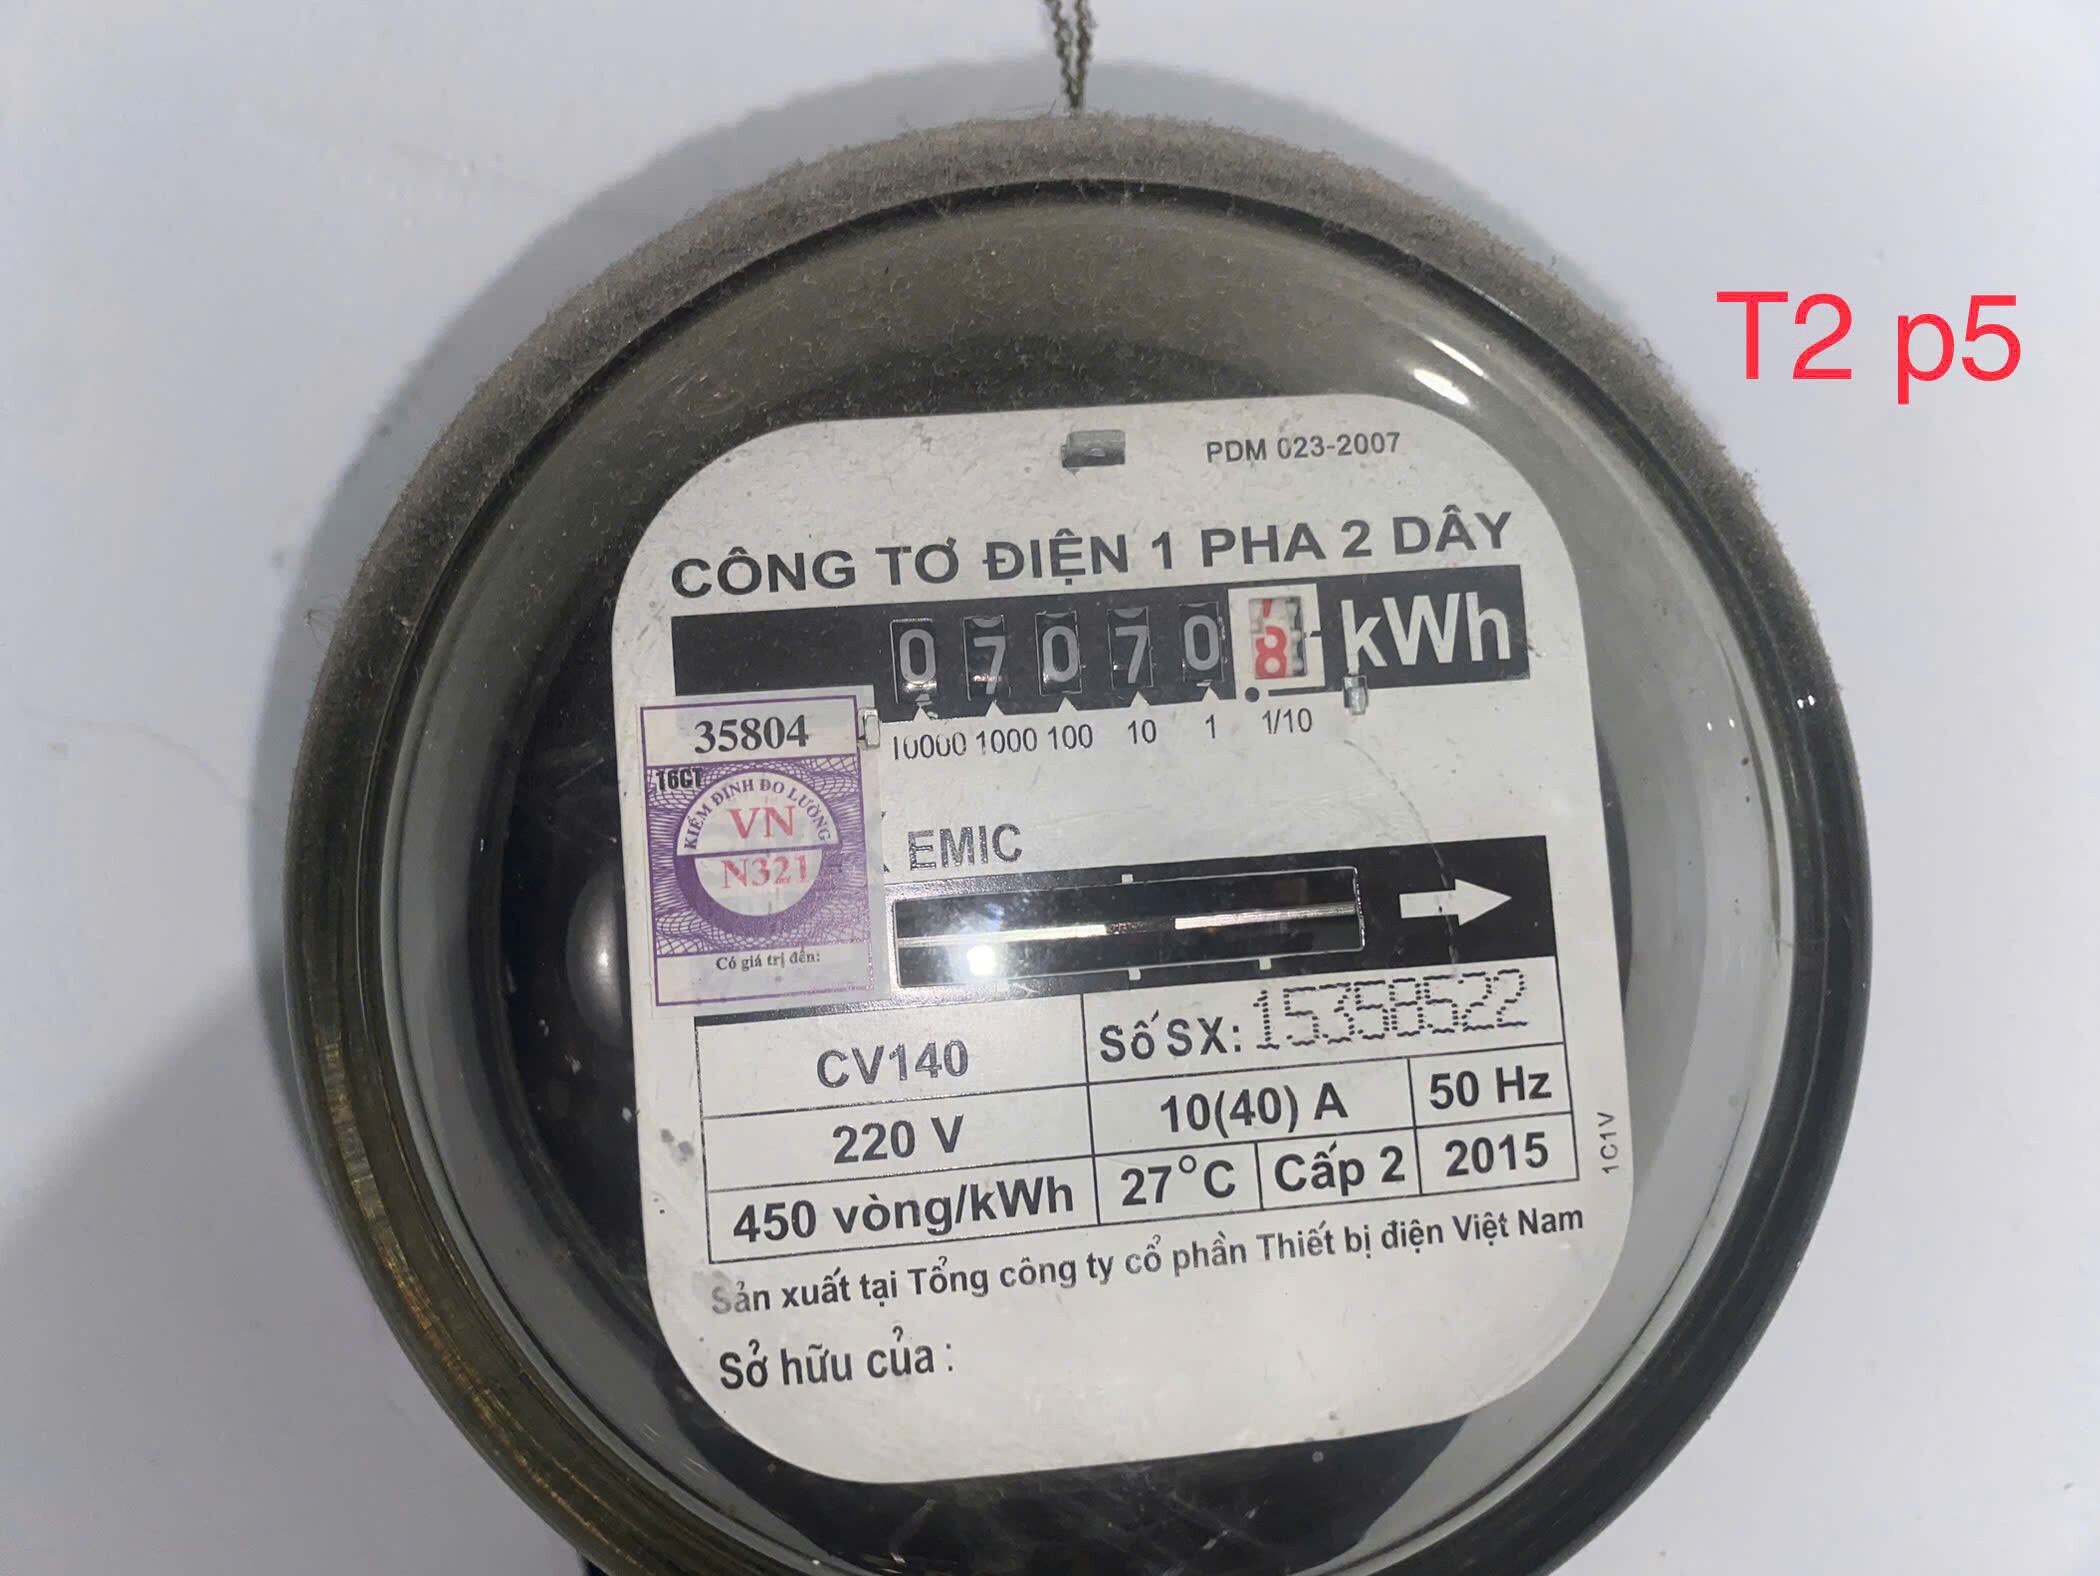 T2 p5
PDM 023-2007
CÔNG TƠ ĐIỆN 1 PHA 2 DÂY
07070 8 kWh
10000 1000 100 10 1 1/10
35804
T6CT
KIỂM ĐỊNH ĐO LƯỜNG
VN
N321
Có giá trị đến:
EMIC
CV140
Số SX: 15358522
220 V
10(40) A
50 Hz
450 vòng/kWh
27°C
Cấp 2
2015
1C1V
Sản xuất tại Tổng công ty cổ phần Thiết bị điện Việt Nam
Sở hữu của :